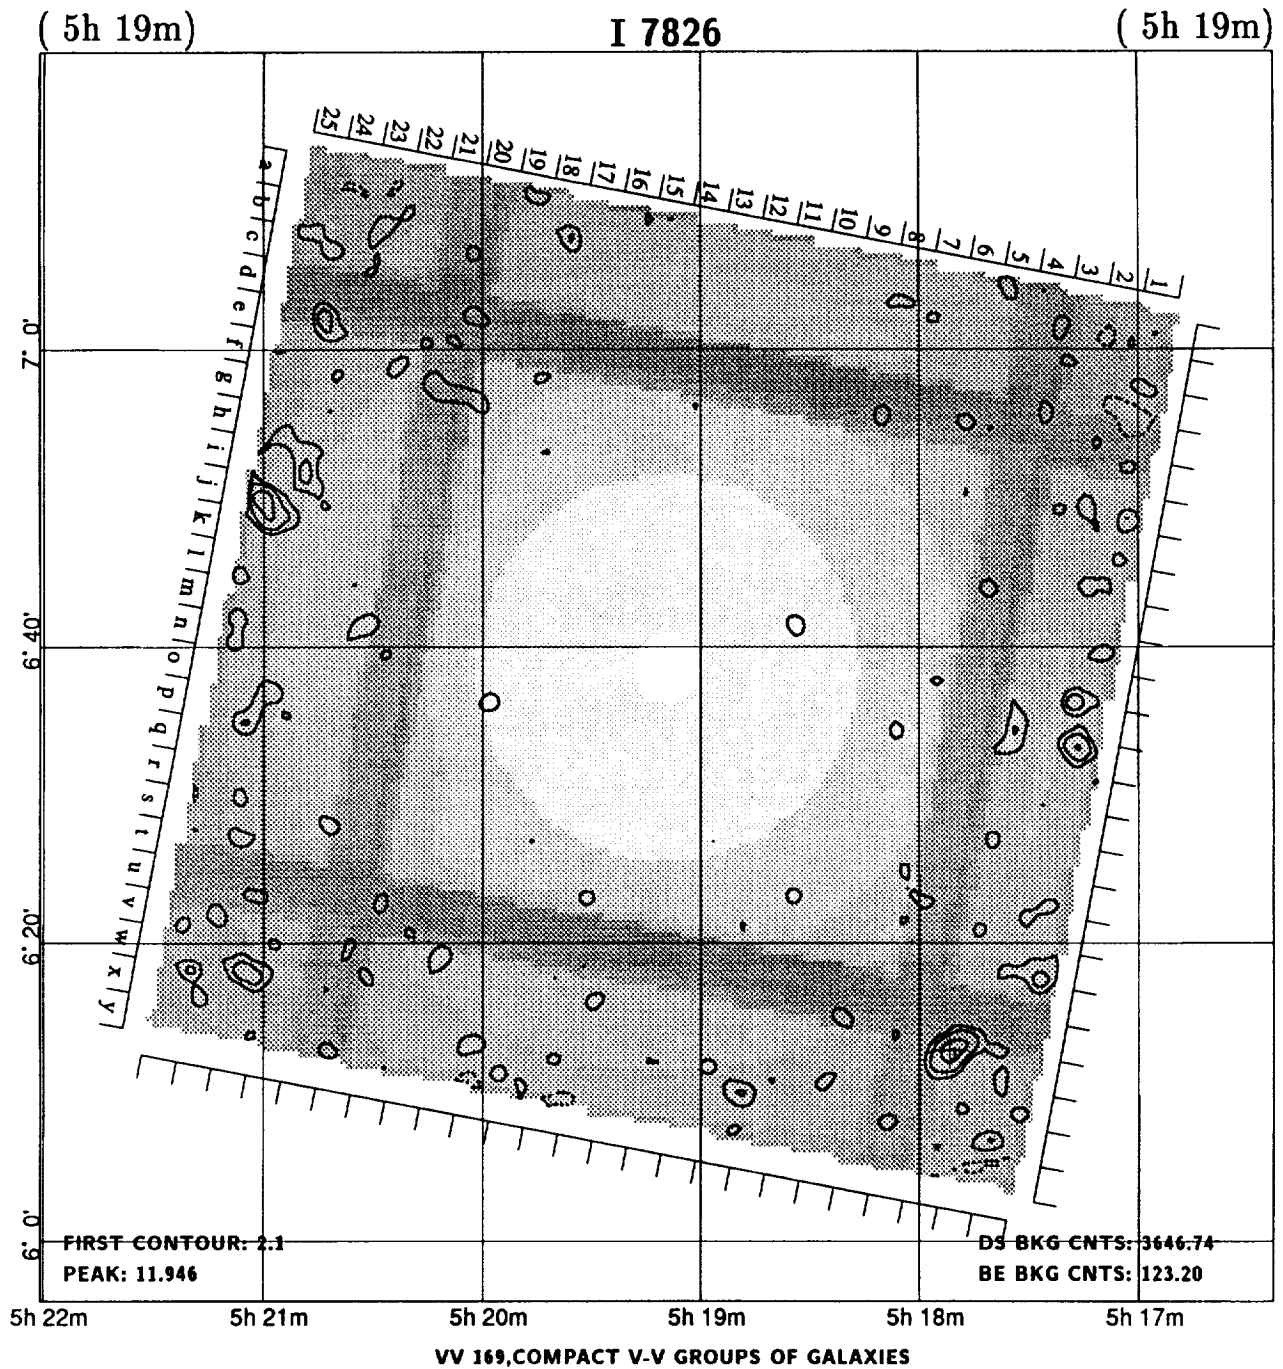 ( 5h 19m)
I 7826
( 5h 19m)
25 24 23 22 21 20 19 18 17 16 15 14 13 12 11 10 9 8 7 6 5 4 3 2 1
a b c d e f g h i j k l m n o p q r s t u v w x y
7° 0'
6° 40'
6° 20'
6° 0'
FIRST CONTOUR: 2.1
PEAK: 11.946
DS BKG CNTS: 3646.74
BE BKG CNTS: 123.20
5h 22m 5h 21m 5h 20m 5h 19m 5h 18m 5h 17m
VV 169,COMPACT V-V GROUPS OF GALAXIES